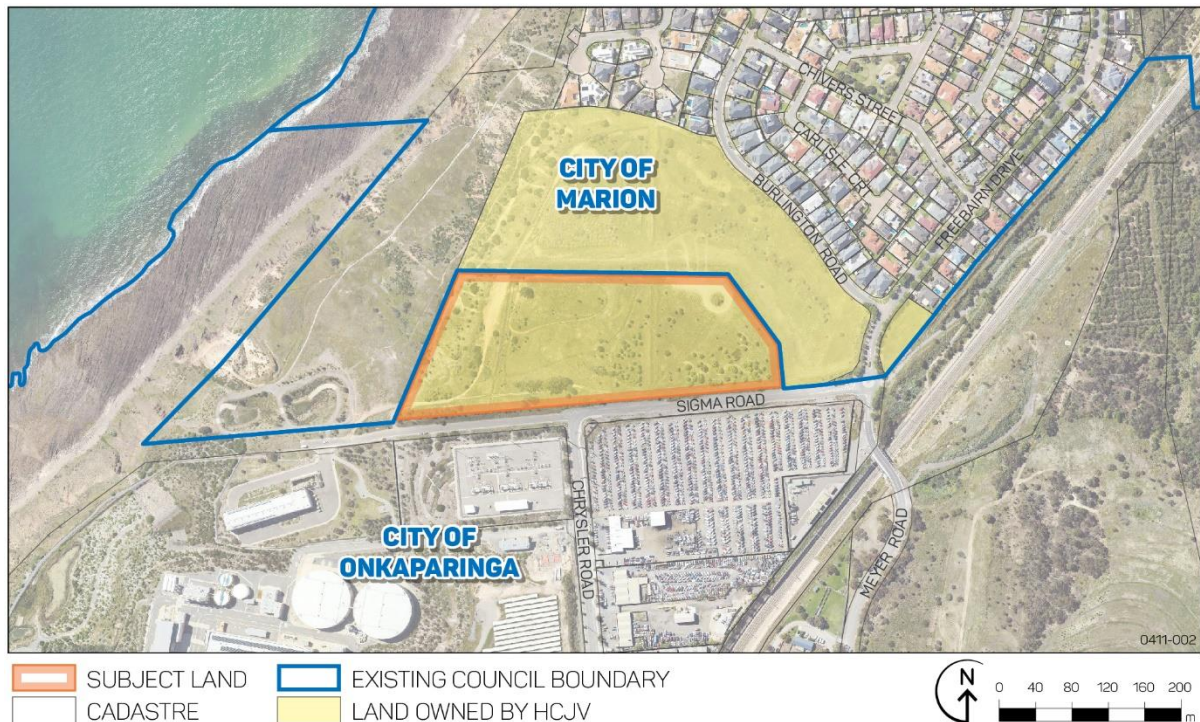 CITY OF
MARION
CHIVERS STREET
CARLISLE CRT
FREEBAIRN DRIVE
BURLINGTON ROAD
SIGMA ROAD
CHRYSLER ROAD
CITY OF
ONKAPARINGA
MEYER ROAD
0411-002
SUBJECT LAND
EXISTING COUNCIL BOUNDARY
CADASTRE
LAND OWNED BY HCJV
N
0 40 80 120 160 200
m